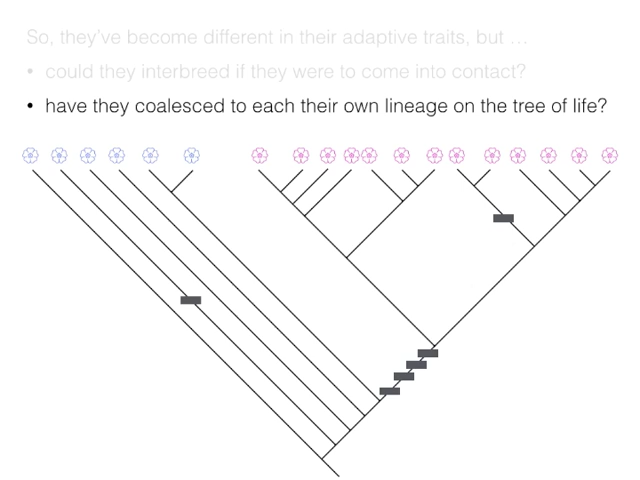 So, they've become different in their adaptive traits, but …
• could they interbreed if they were to come into contact?
• have they coalesced to each their own lineage on the tree of life?